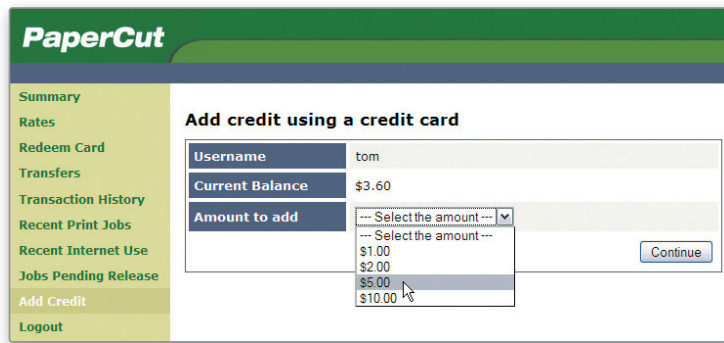 PaperCut
Summary
Rates
Redeem Card
Transfers
Transaction History
Recent Print Jobs
Recent Internet Use
Jobs Pending Release
Add Credit
Logout
Add credit using a credit card
Username tom
Current Balance $3.60
Amount to add --- Select the amount ---
--- Select the amount ---
$1.00
$2.00
$5.00
$10.00
Continue